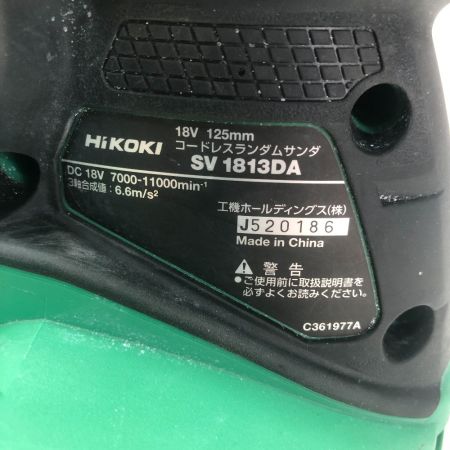 HiKOKI
18V 125mm
コードレスランダムサンダ
SV 1813DA
DC 18V 7000-11000min⁻¹
3軸合成値：6.6m/s²
工機ホールディングス(株)
J520186
Made in China
警告
●ご使用前に取扱説明書を
必ずよくお読みください。
C361977A